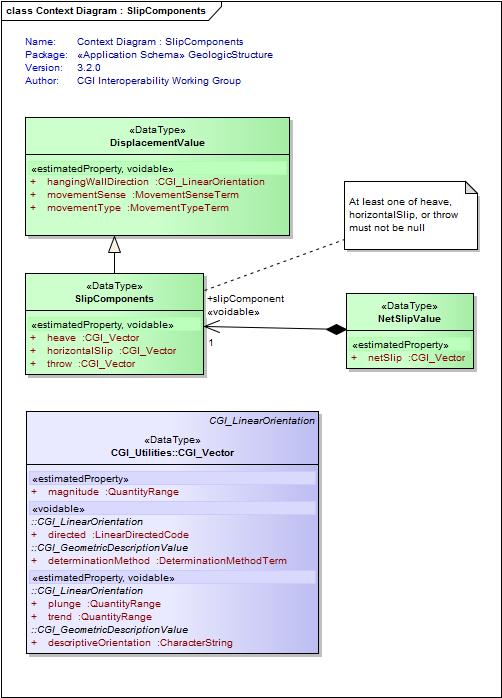 class Context Diagram : SlipComponents
Name: Context Diagram : SlipComponents
Package: «Application Schema» GeologicStructure
Version: 3.2.0
Author: CGI Interoperability Working Group
«DataType»
DisplacementValue
«estimatedProperty, voidable»
+ hangingWallDirection :CGI_LinearOrientation
+ movementSense :MovementSenseTerm
+ movementType :MovementTypeTerm
At least one of heave,
horizontalSlip, or throw
must not be null
«DataType»
SlipComponents
«estimatedProperty, voidable»
+ heave :CGI_Vector
+ horizontalSlip :CGI_Vector
+ throw :CGI_Vector
+slipComponent
«voidable»
1
«DataType»
NetSlipValue
«estimatedProperty»
+ netSlip :CGI_Vector
CGI_LinearOrientation
«DataType»
CGI_Utilities::CGI_Vector
«estimatedProperty»
+ magnitude :QuantityRange
«voidable»
::CGI_LinearOrientation
+ directed :LinearDirectedCode
::CGI_GeometricDescriptionValue
+ determinationMethod :DeterminationMethodTerm
«estimatedProperty, voidable»
::CGI_LinearOrientation
+ plunge :QuantityRange
+ trend :QuantityRange
::CGI_GeometricDescriptionValue
+ descriptiveOrientation :CharacterString